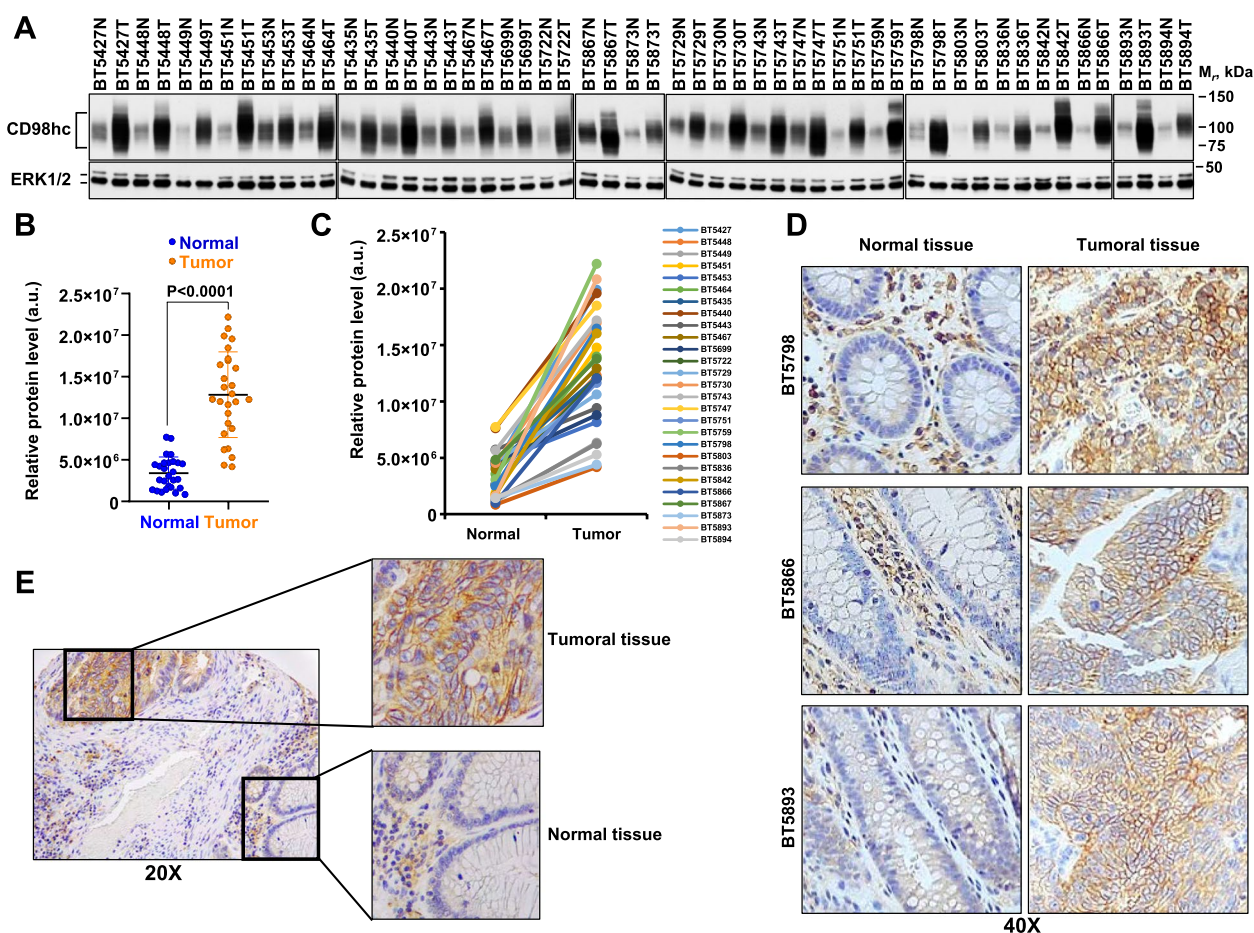 A
BT5427N BT5427T BT5448N BT5448T BT5449N BT5449T BT5451N BT5451T BT5453N BT5453T BT5464N BT5464T BT5435N BT5435T BT5440N BT5440T BT5443N BT5443T BT5467N BT5467T BT5699N BT5699T BT5722N BT5722T BT5867N BT5867T BT5873N BT5873T BT5729N BT5729T BT5730N BT5730T BT5743N BT5743T BT5747N BT5747T BT5751N BT5751T BT5759N BT5759T BT5798N BT5798T BT5803N BT5803T BT5836N BT5836T BT5842N BT5842T BT5866N BT5866T BT5893N BT5893T BT5894N BT5894T
Mr, kDa
150
CD98hc
100
75
50
ERK1/2
B
Normal
Tumor
P<0.0001
Relative protein level (a.u.)
2.5×10⁷
2.0×10⁷
1.5×10⁷
1.0×10⁷
5.0×10⁶
0
Normal Tumor
C
Relative protein level (a.u.)
2.5×10⁷
2.0×10⁷
1.5×10⁷
1.0×10⁷
5.0×10⁶
0
Normal Tumor
BT5427
BT5448
BT5449
BT5451
BT5453
BT5464
BT5435
BT5440
BT5443
BT5467
BT5699
BT5722
BT5729
BT5730
BT5743
BT5747
BT5751
BT5759
BT5798
BT5803
BT5836
BT5842
BT5866
BT5867
BT5873
BT5893
BT5894
D
Normal tissue Tumoral tissue
BT5798
BT5866
BT5893
40X
E
Tumoral tissue
Normal tissue
20X